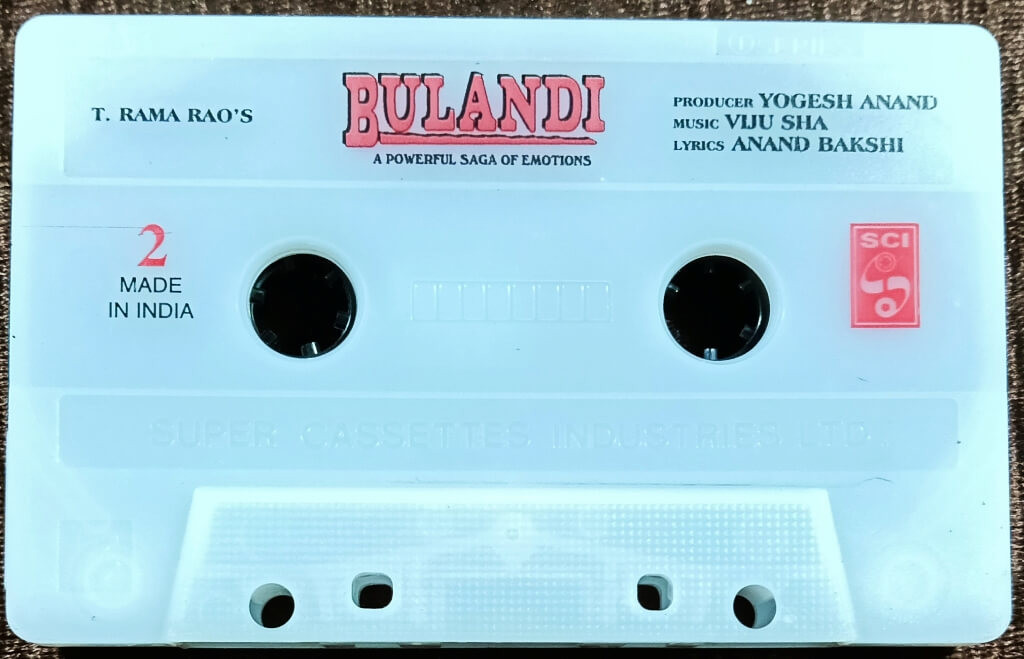 T. RAMA RAO'S
BULANDI
A POWERFUL SAGA OF EMOTIONS
PRODUCER YOGESH ANAND
MUSIC VIJU SHA
LYRICS ANAND BAKSHI
2
MADE
IN INDIA
SCI
SUPER CASSETTES INDUSTRIES LTD.